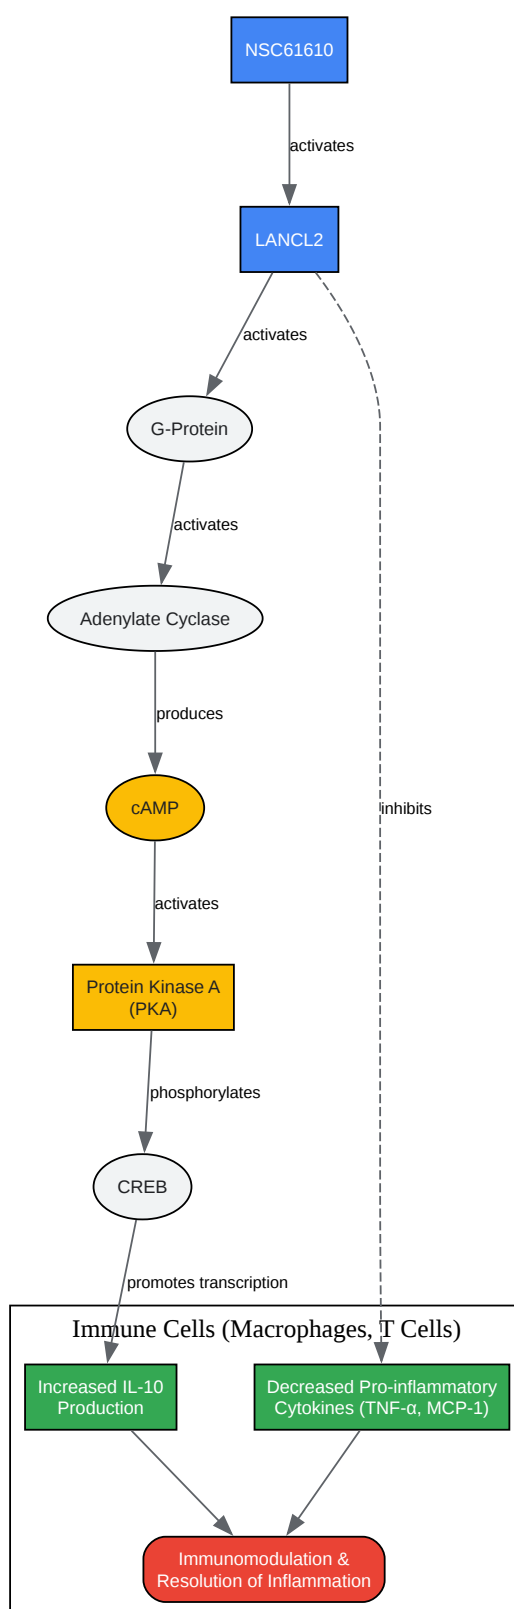 NSC61610
activates
LANCL2
activates
G-Protein
activates
Adenylate Cyclase
produces
cAMP
inhibits
activates
Protein Kinase A
(PKA)
phosphorylates
CREB
promotes transcription
Immune Cells (Macrophages, T Cells)
Increased IL-10
Production
Decreased Pro-inflammatory
Cytokines (TNF-α, MCP-1)
Immunomodulation &
Resolution of Inflammation